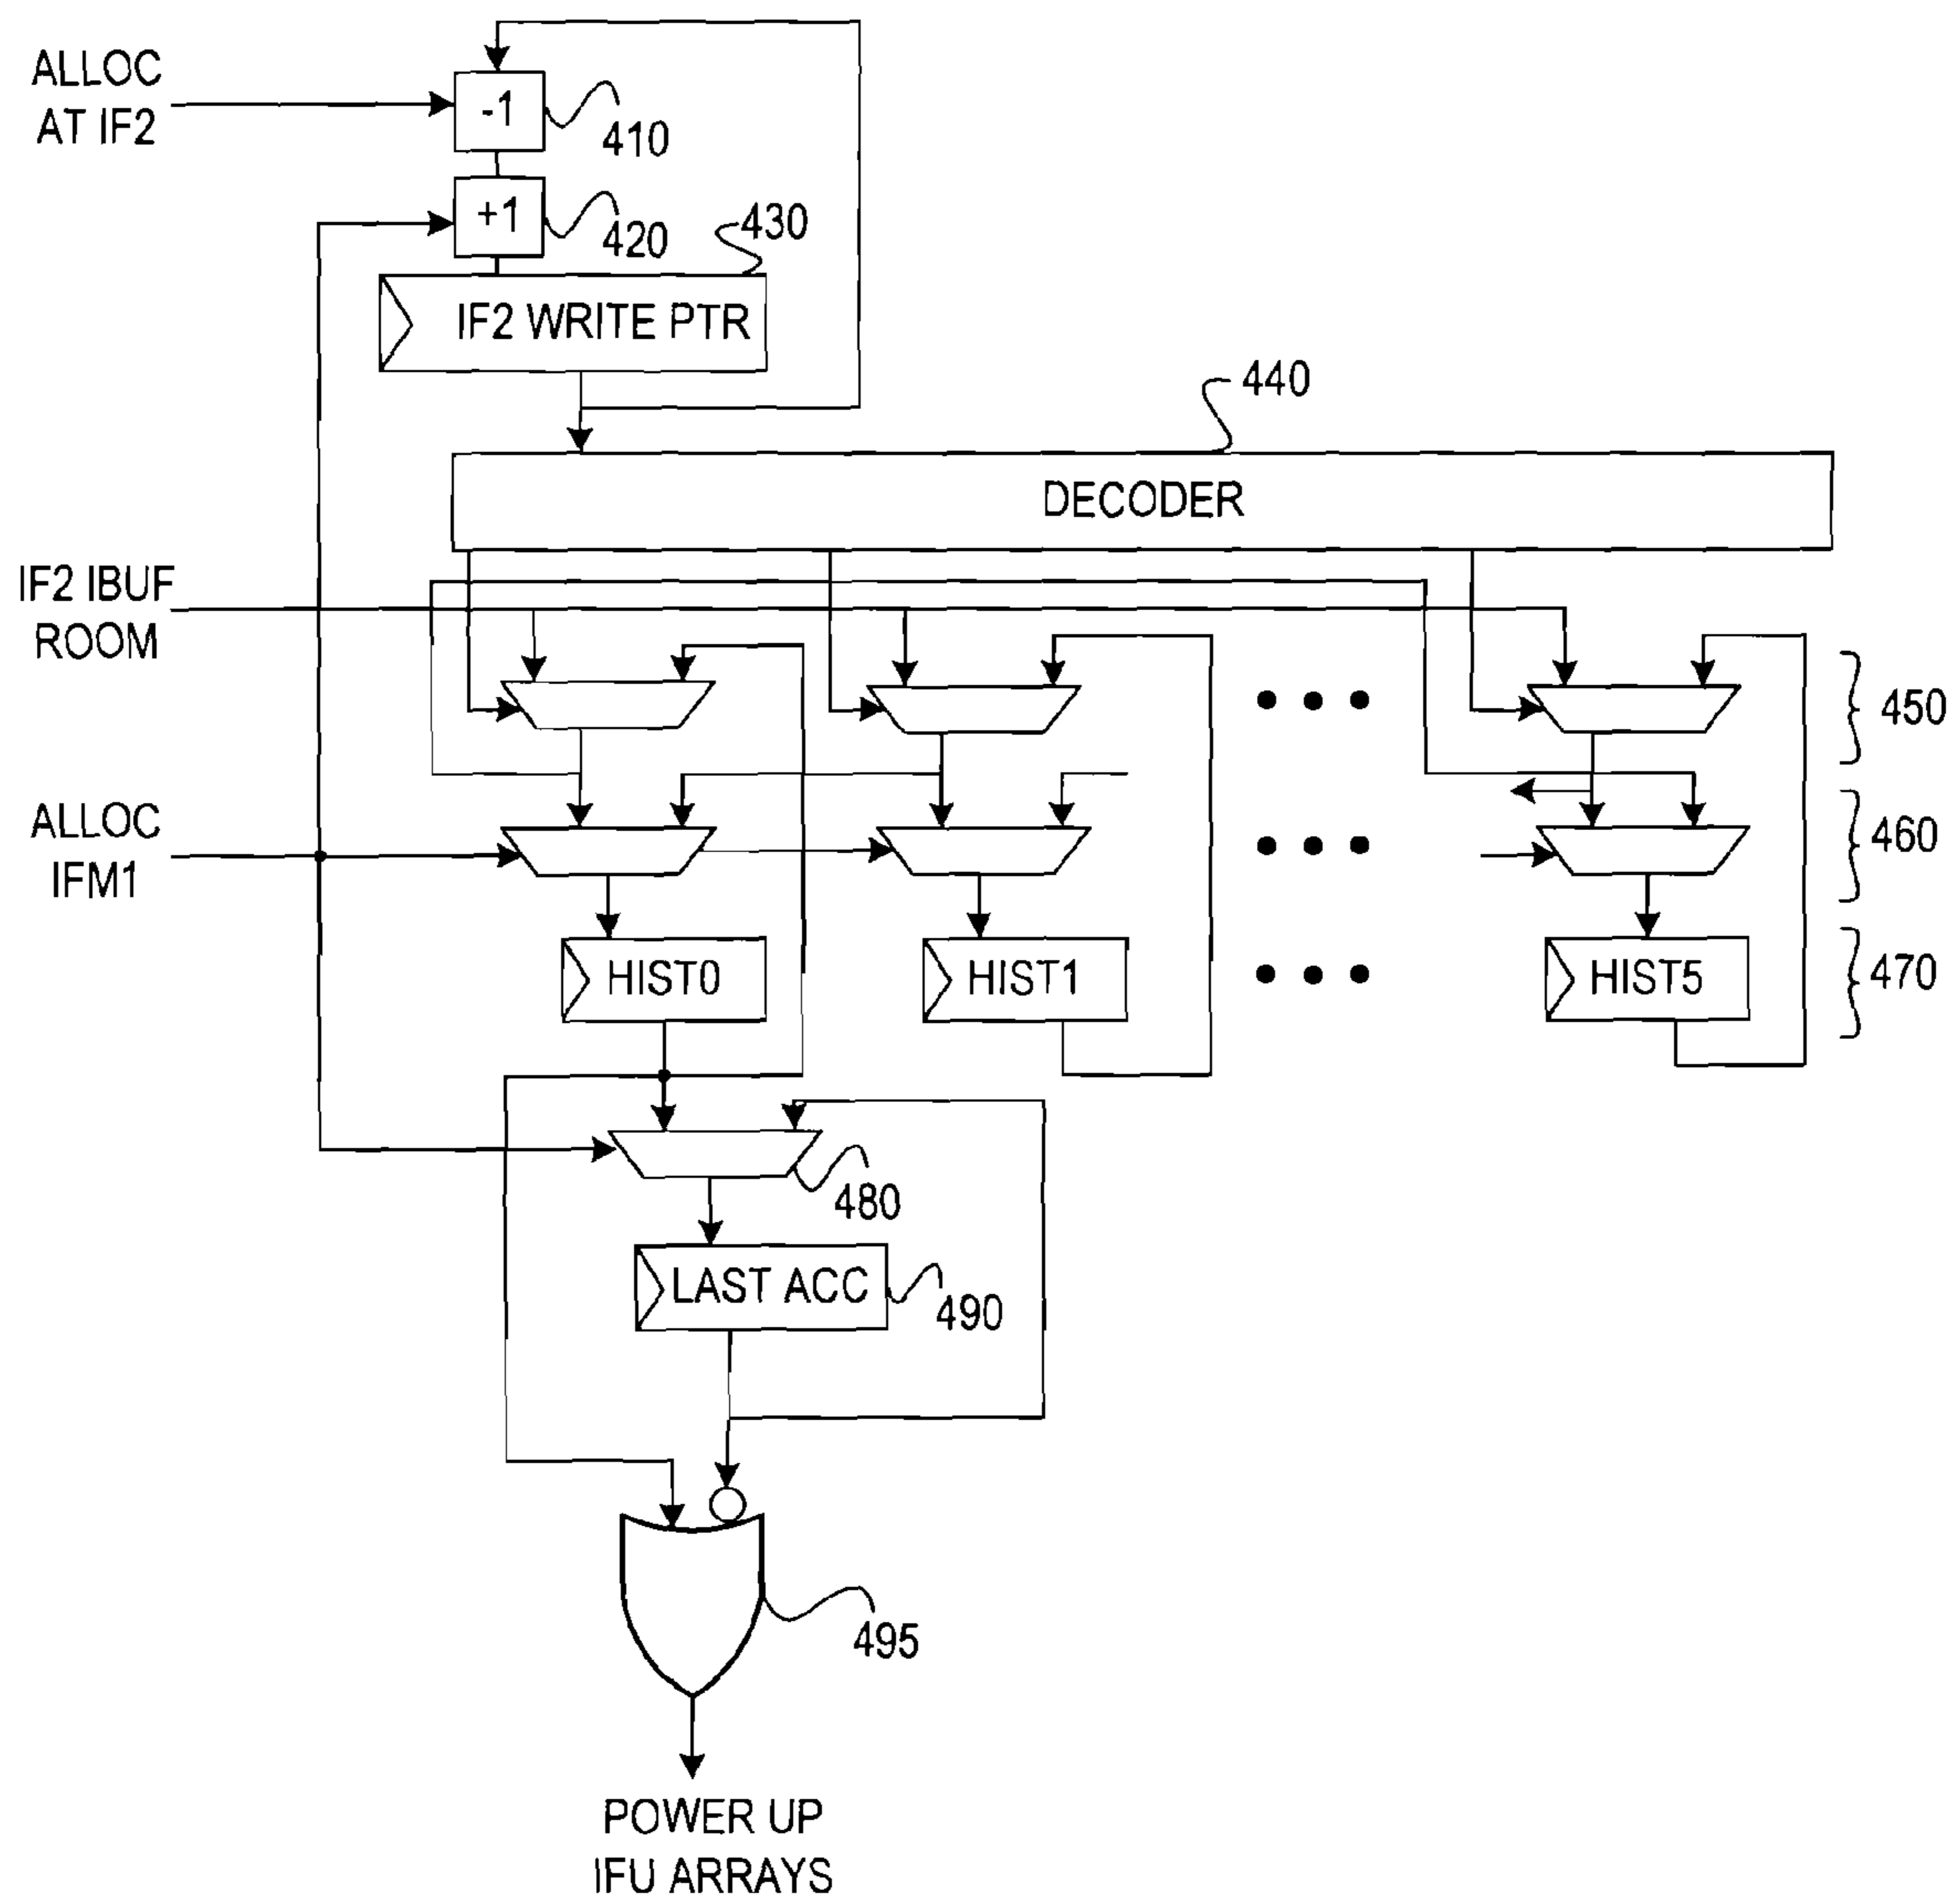 ALLOC
AT IF2
-1
410
+1
420
430
IF2 WRITE PTR
440
DECODER
IF2 IBUF
ROOM
450
ALLOC
IFM1
460
HIST0
HIST1
HIST5
470
480
LAST ACC
490
495
POWER UP
IFU ARRAYS